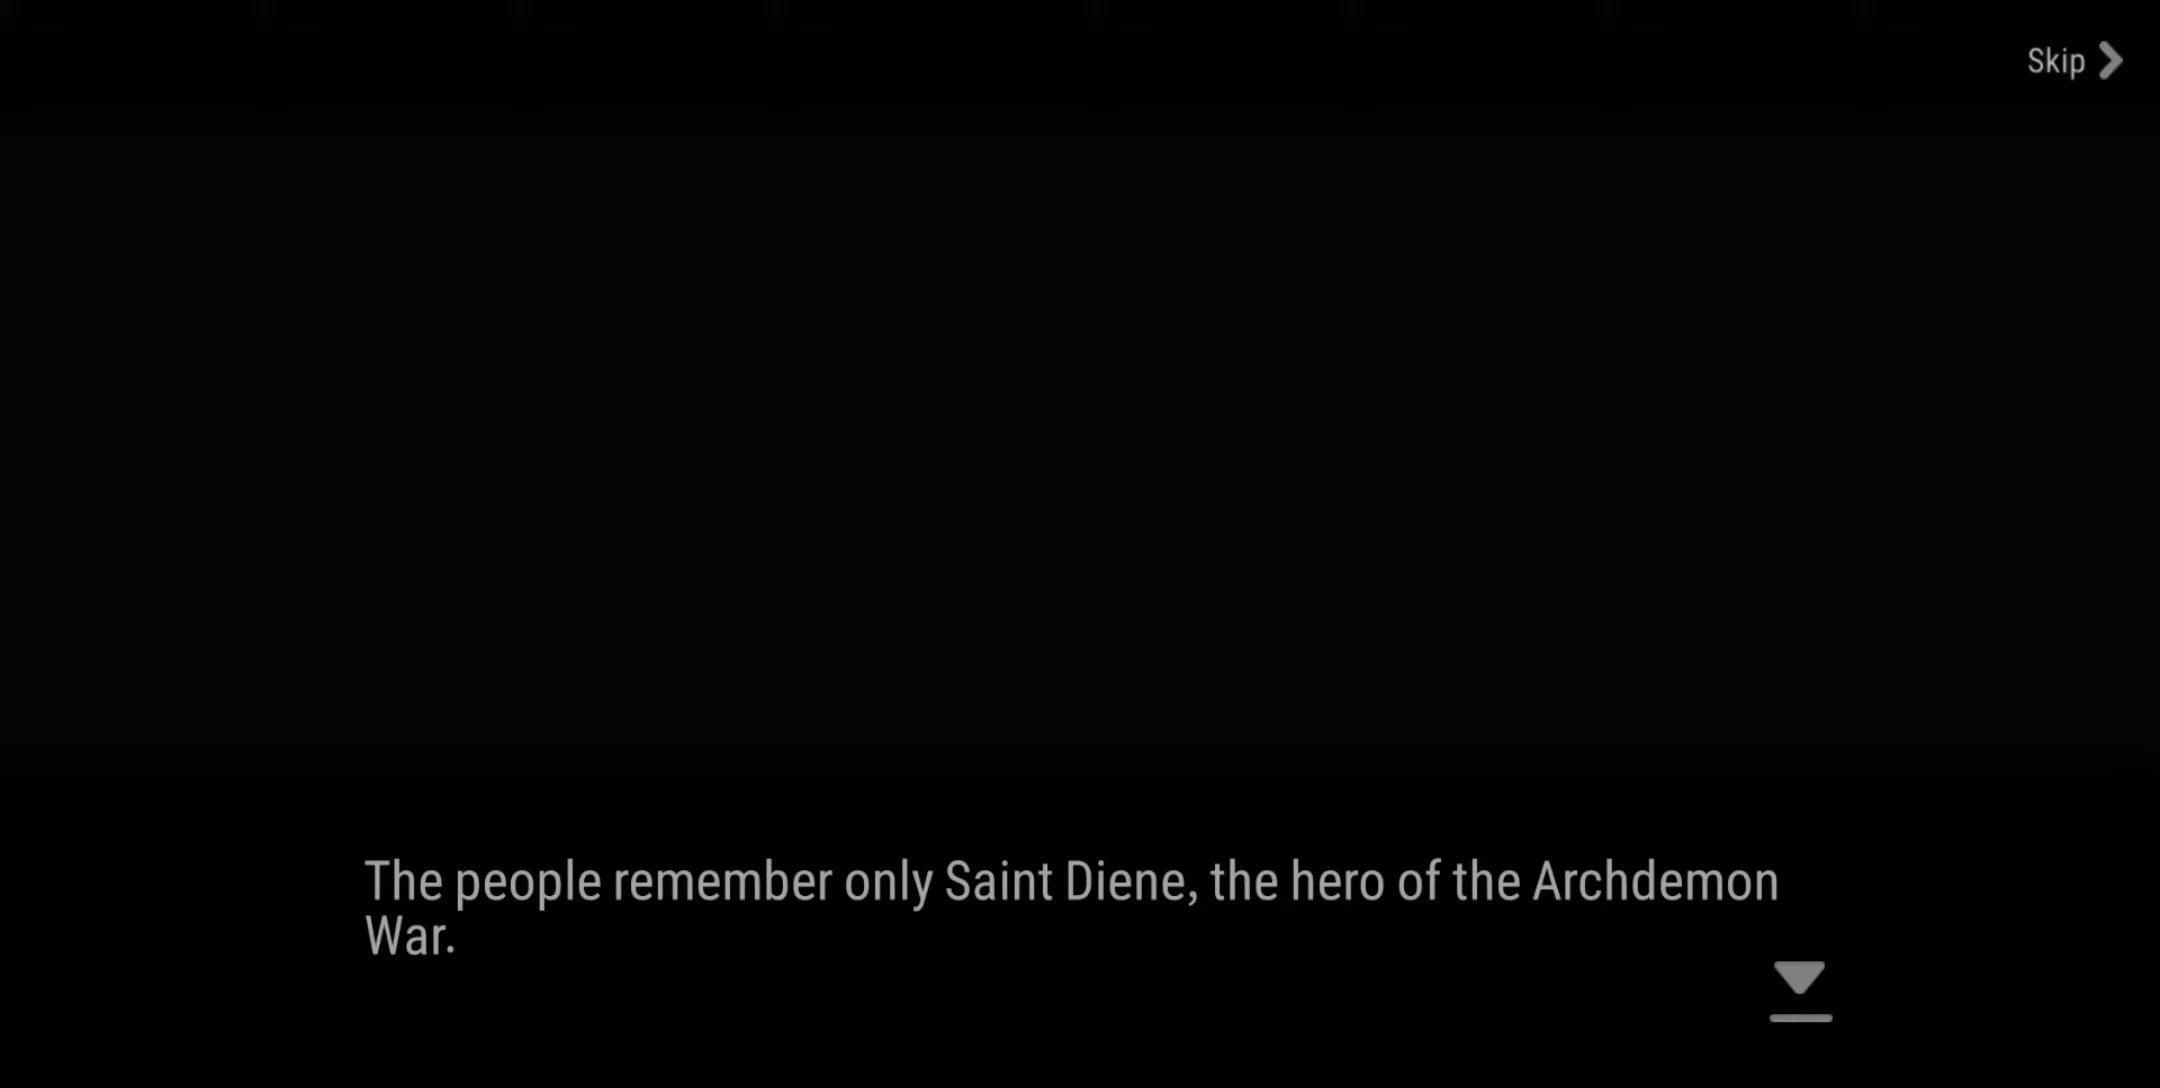 Skip
The people remember only Saint Diene, the hero of the Archdemon
War.